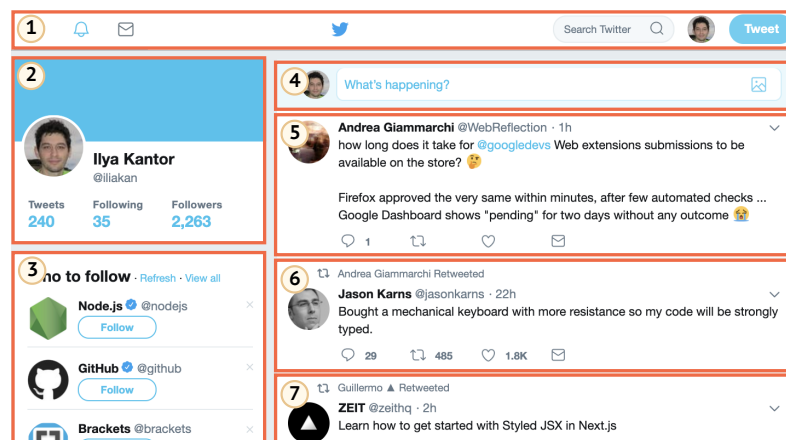 1
Search Twitter
Tweet
2
Ilya Kantor
@iliakan
Tweets Following Followers
240 35 2,263
3
to follow · Refresh · View all
Node.js @nodejs
Follow
GitHub @github
Follow
Brackets @brackets
4
What's happening?
5
Andrea Giammarchi @WebReflection · 1h
how long does it take for @googledevs Web extensions submissions to be
available on the store? 🤔
Firefox approved the very same within minutes, after few automated checks ...
Google Dashboard shows "pending" for two days without any outcome 😭
1
6
Andrea Giammarchi Retweeted
Jason Karns @jasonkarns · 22h
Bought a mechanical keyboard with more resistance so my code will be strongly
typed.
29 485 1.8K
7
Guillermo ▲ Retweeted
ZEIT @zeithq · 2h
Learn how to get started with Styled JSX in Next.js